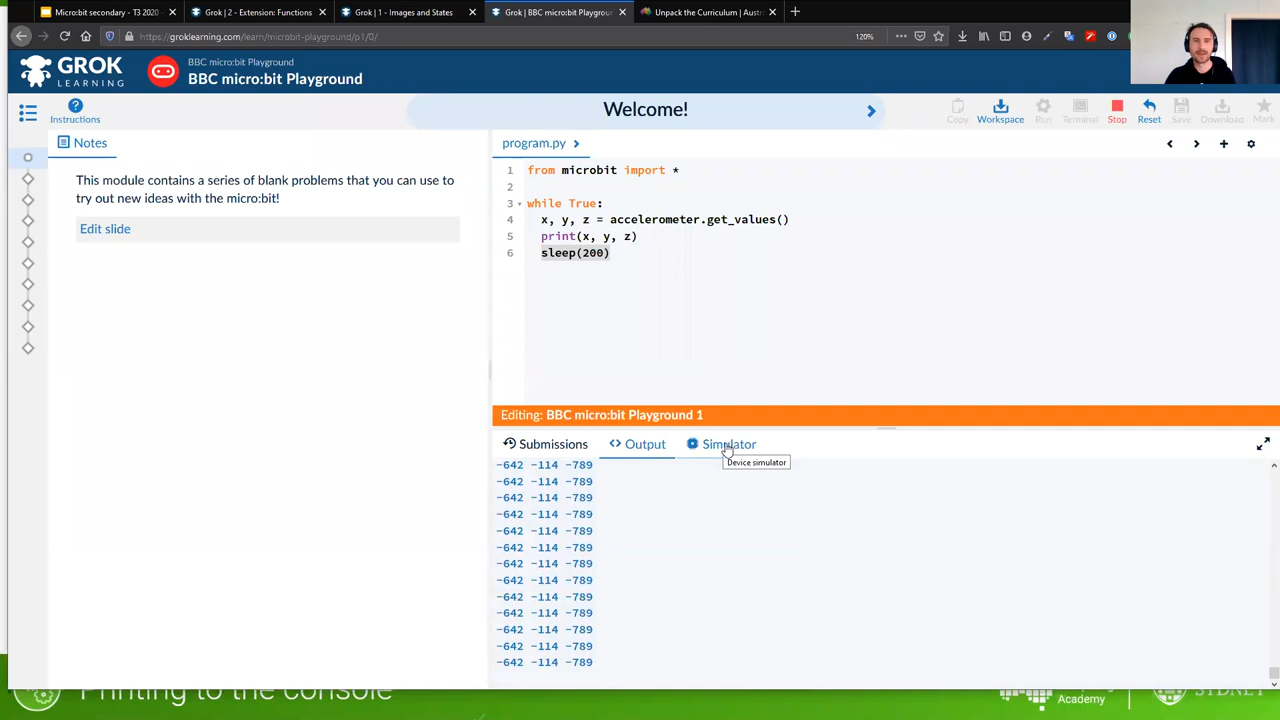 Micro:bit secondary - T3 2020 -
Grok | 2 - Extension: Functions
Grok | 1 - Images and States
Grok | BBC micro:bit Playgroun
Unpack the Curriculum | Aust
https://groklearning.com/learn/microbit-playground/p1/0/
120%
GROK
LEARNING
BBC micro:bit Playground
BBC micro:bit Playground
Instructions
Welcome!
Copy
Workspace
Run
Terminal
Stop
Reset
Save
Download
Mark
Notes
This module contains a series of blank problems that you can use to
try out new ideas with the micro:bit!
Edit slide
program.py
1 from microbit import *
2
3 while True:
4 x, y, z = accelerometer.get_values()
5 print(x, y, z)
6 sleep(200)
Editing: BBC micro:bit Playground 1
Submissions
Output
Simulator
Device simulator
-642 -114 -789
-642 -114 -789
-642 -114 -789
-642 -114 -789
-642 -114 -789
-642 -114 -789
-642 -114 -789
-642 -114 -789
-642 -114 -789
-642 -114 -789
-642 -114 -789
-642 -114 -789
-642 -114 -789
Printing to the console
Academy
SYDNEY